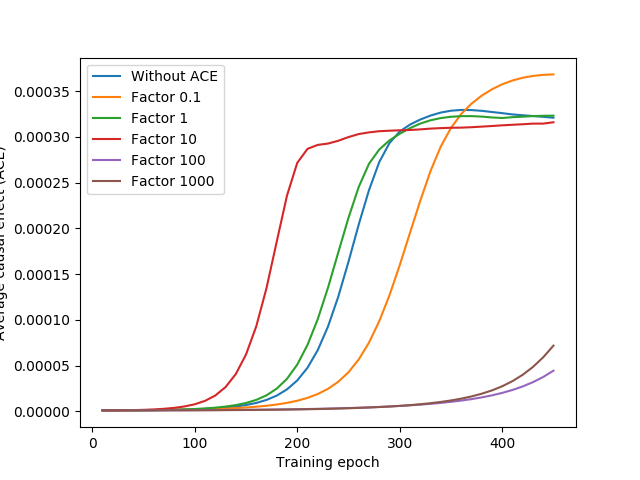 Without ACE
Factor 0.1
Factor 1
Factor 10
Factor 100
Factor 1000
0.00035
0.00030
0.00025
0.00020
0.00015
0.00010
0.00005
0.00000
Average causal effect (ACE)
0 100 200 300 400
Training epoch